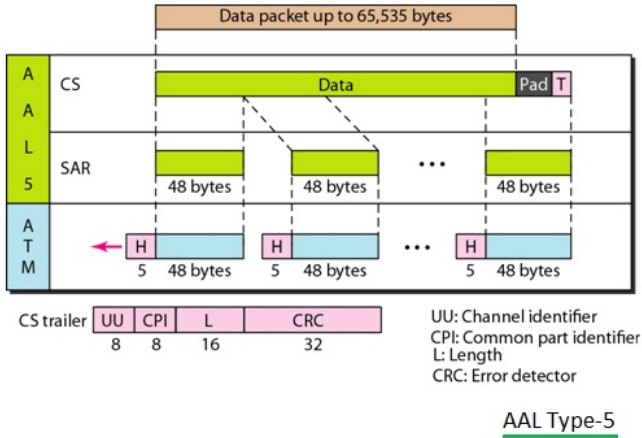 Data packet up to 65,535 bytes
A A L 5
CS
Data
Pad
T
SAR
48 bytes
48 bytes
•••
48 bytes
A T M
H
H
•••
H
5
48 bytes
5
48 bytes
5
48 bytes
CS trailer
UU
CPI
L
CRC
8
8
16
32
UU: Channel identifier
CPI: Common part identifier
L: Length
CRC: Error detector
AAL Type-5